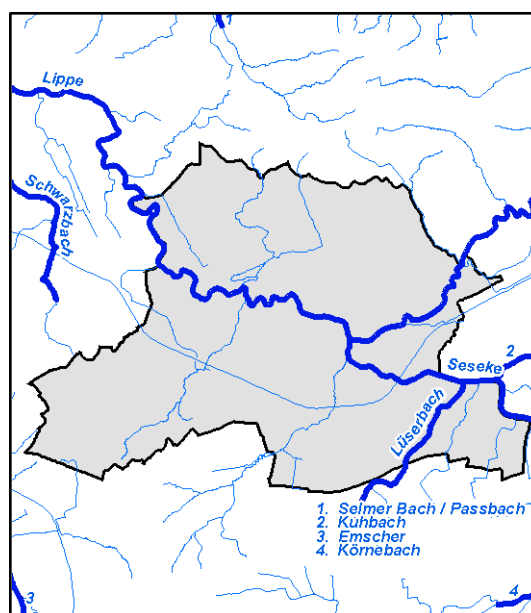 1
Lippe
Schwarzbach
2
Seseke
Lüserbach
1. Selmer Bach / Passbach
2. Kuhbach
3. Emscher
4. Körnebach
3
4